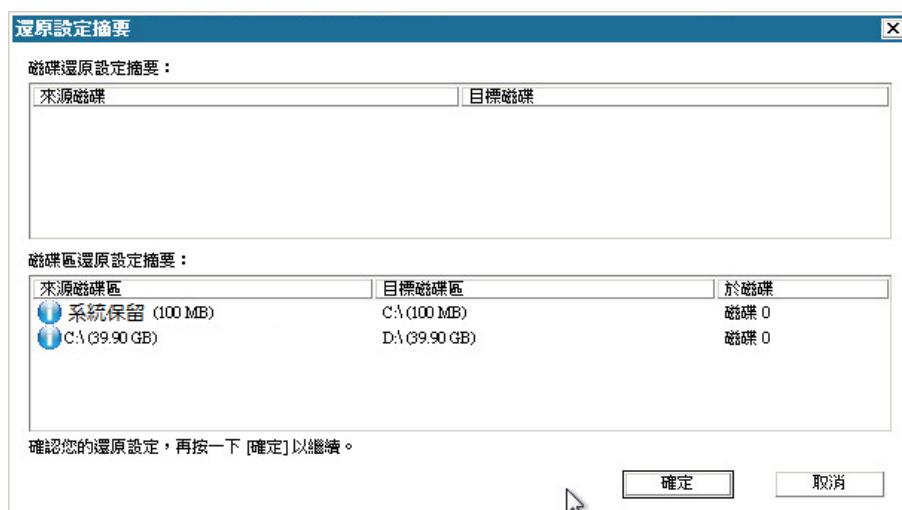 還原設定摘要
磁碟還原設定摘要：
來源磁碟 目標磁碟
磁碟區還原設定摘要：
來源磁碟區 目標磁碟區 於磁碟
系統保留 (100 MB) C:\ (100 MB) 磁碟 0
C:\ (39.90 GB) D:\ (39.90 GB) 磁碟 0
確認您的還原設定，再按一下 [確定] 以繼續。
確定 取消